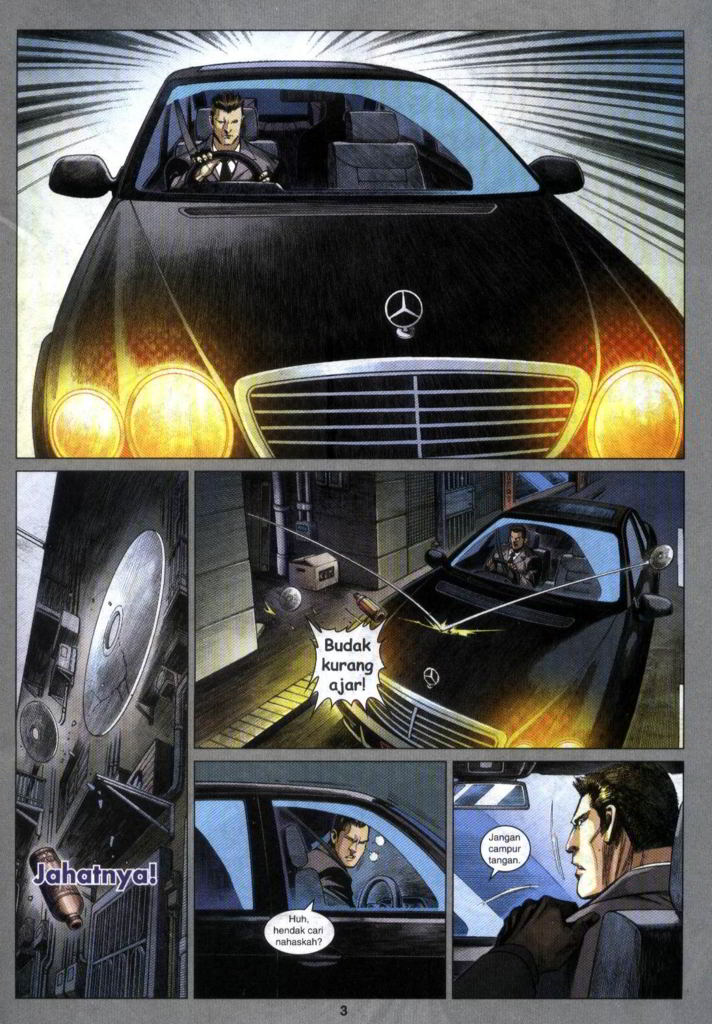 Budak
kurang
ajar!
Jahatnya!
Huh,
hendak cari
nahaskah?
Jangan
campur
tangan.
3